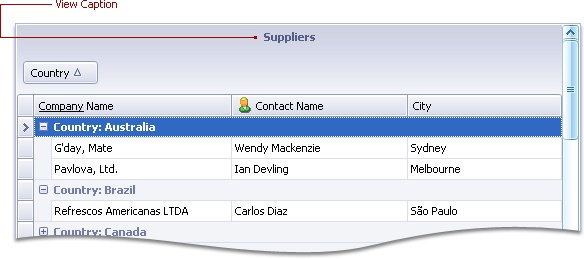 View Caption
Suppliers
Country
Company Name Contact Name City
Country: Australia
G'day, Mate Wendy Mackenzie Sydney
Pavlova, Ltd. Ian Devling Melbourne
Country: Brazil
Refrescos Americanas LTDA Carlos Diaz São Paulo
Country: Canada